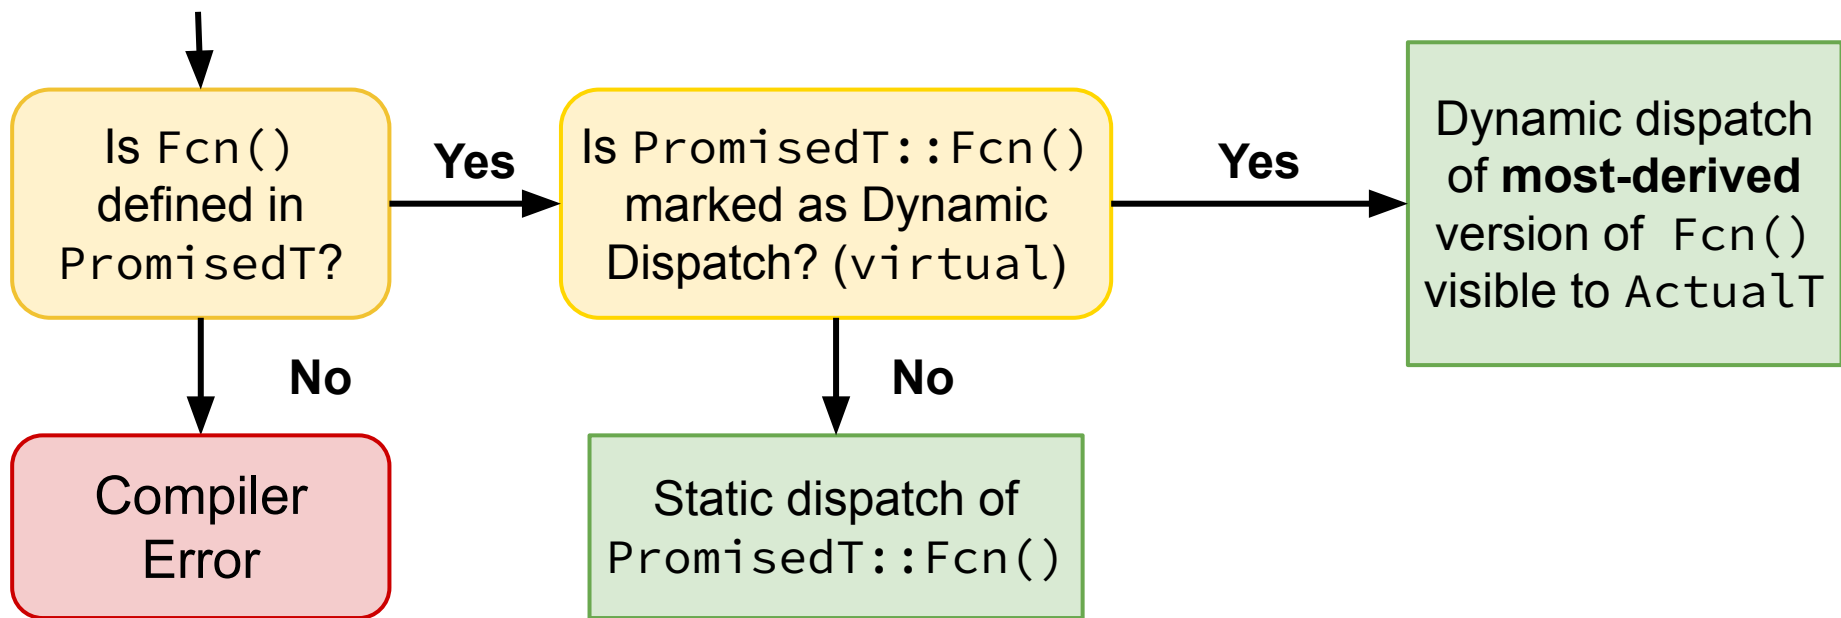 Is Fcn()
defined in
PromisedT?
Yes
Is PromisedT::Fcn()
marked as Dynamic
Dispatch? (virtual)
Yes
Dynamic dispatch
of most-derived
version of Fcn()
visible to ActualT
No
No
Compiler
Error
Static dispatch of
PromisedT::Fcn()